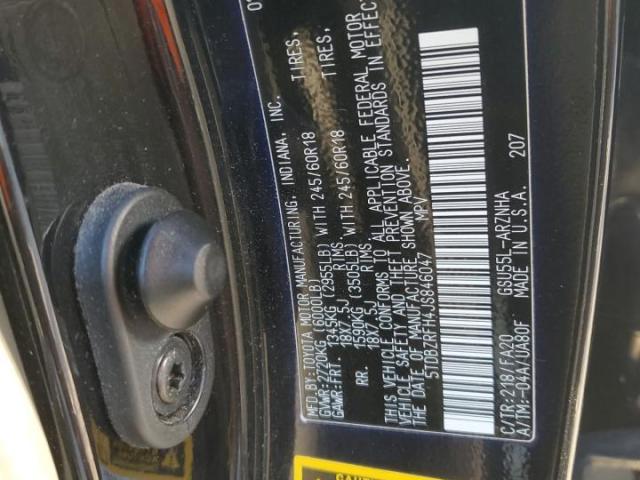 MFD.BY: TOYOTA MOTOR MANUFACTURING, INDIANA, INC.
GVWR:2720KG (6000LB)
GAWR:FRT. 1345KG (2955LB) WITH 245/60R18 TIRES,
18X7.5J RIMS,
RR. 1590KG (3505LB) WITH 245/60R18 TIRES,
18X7.5J RIMS.
THIS VEHICLE CONFORMS TO ALL APPLICABLE FEDERAL MOTOR
VEHICLE SAFETY AND THEFT PREVENTION STANDARDS IN EFFECT
ON THE DATE OF MANUFACTURE SHOWN ABOVE.
5TDBZRFH4JS846047 MPV
C/TR:218/FA20 GSU55L-ARZNHA
A/TM:-04A/UA80F MADE IN U.S.A. 207